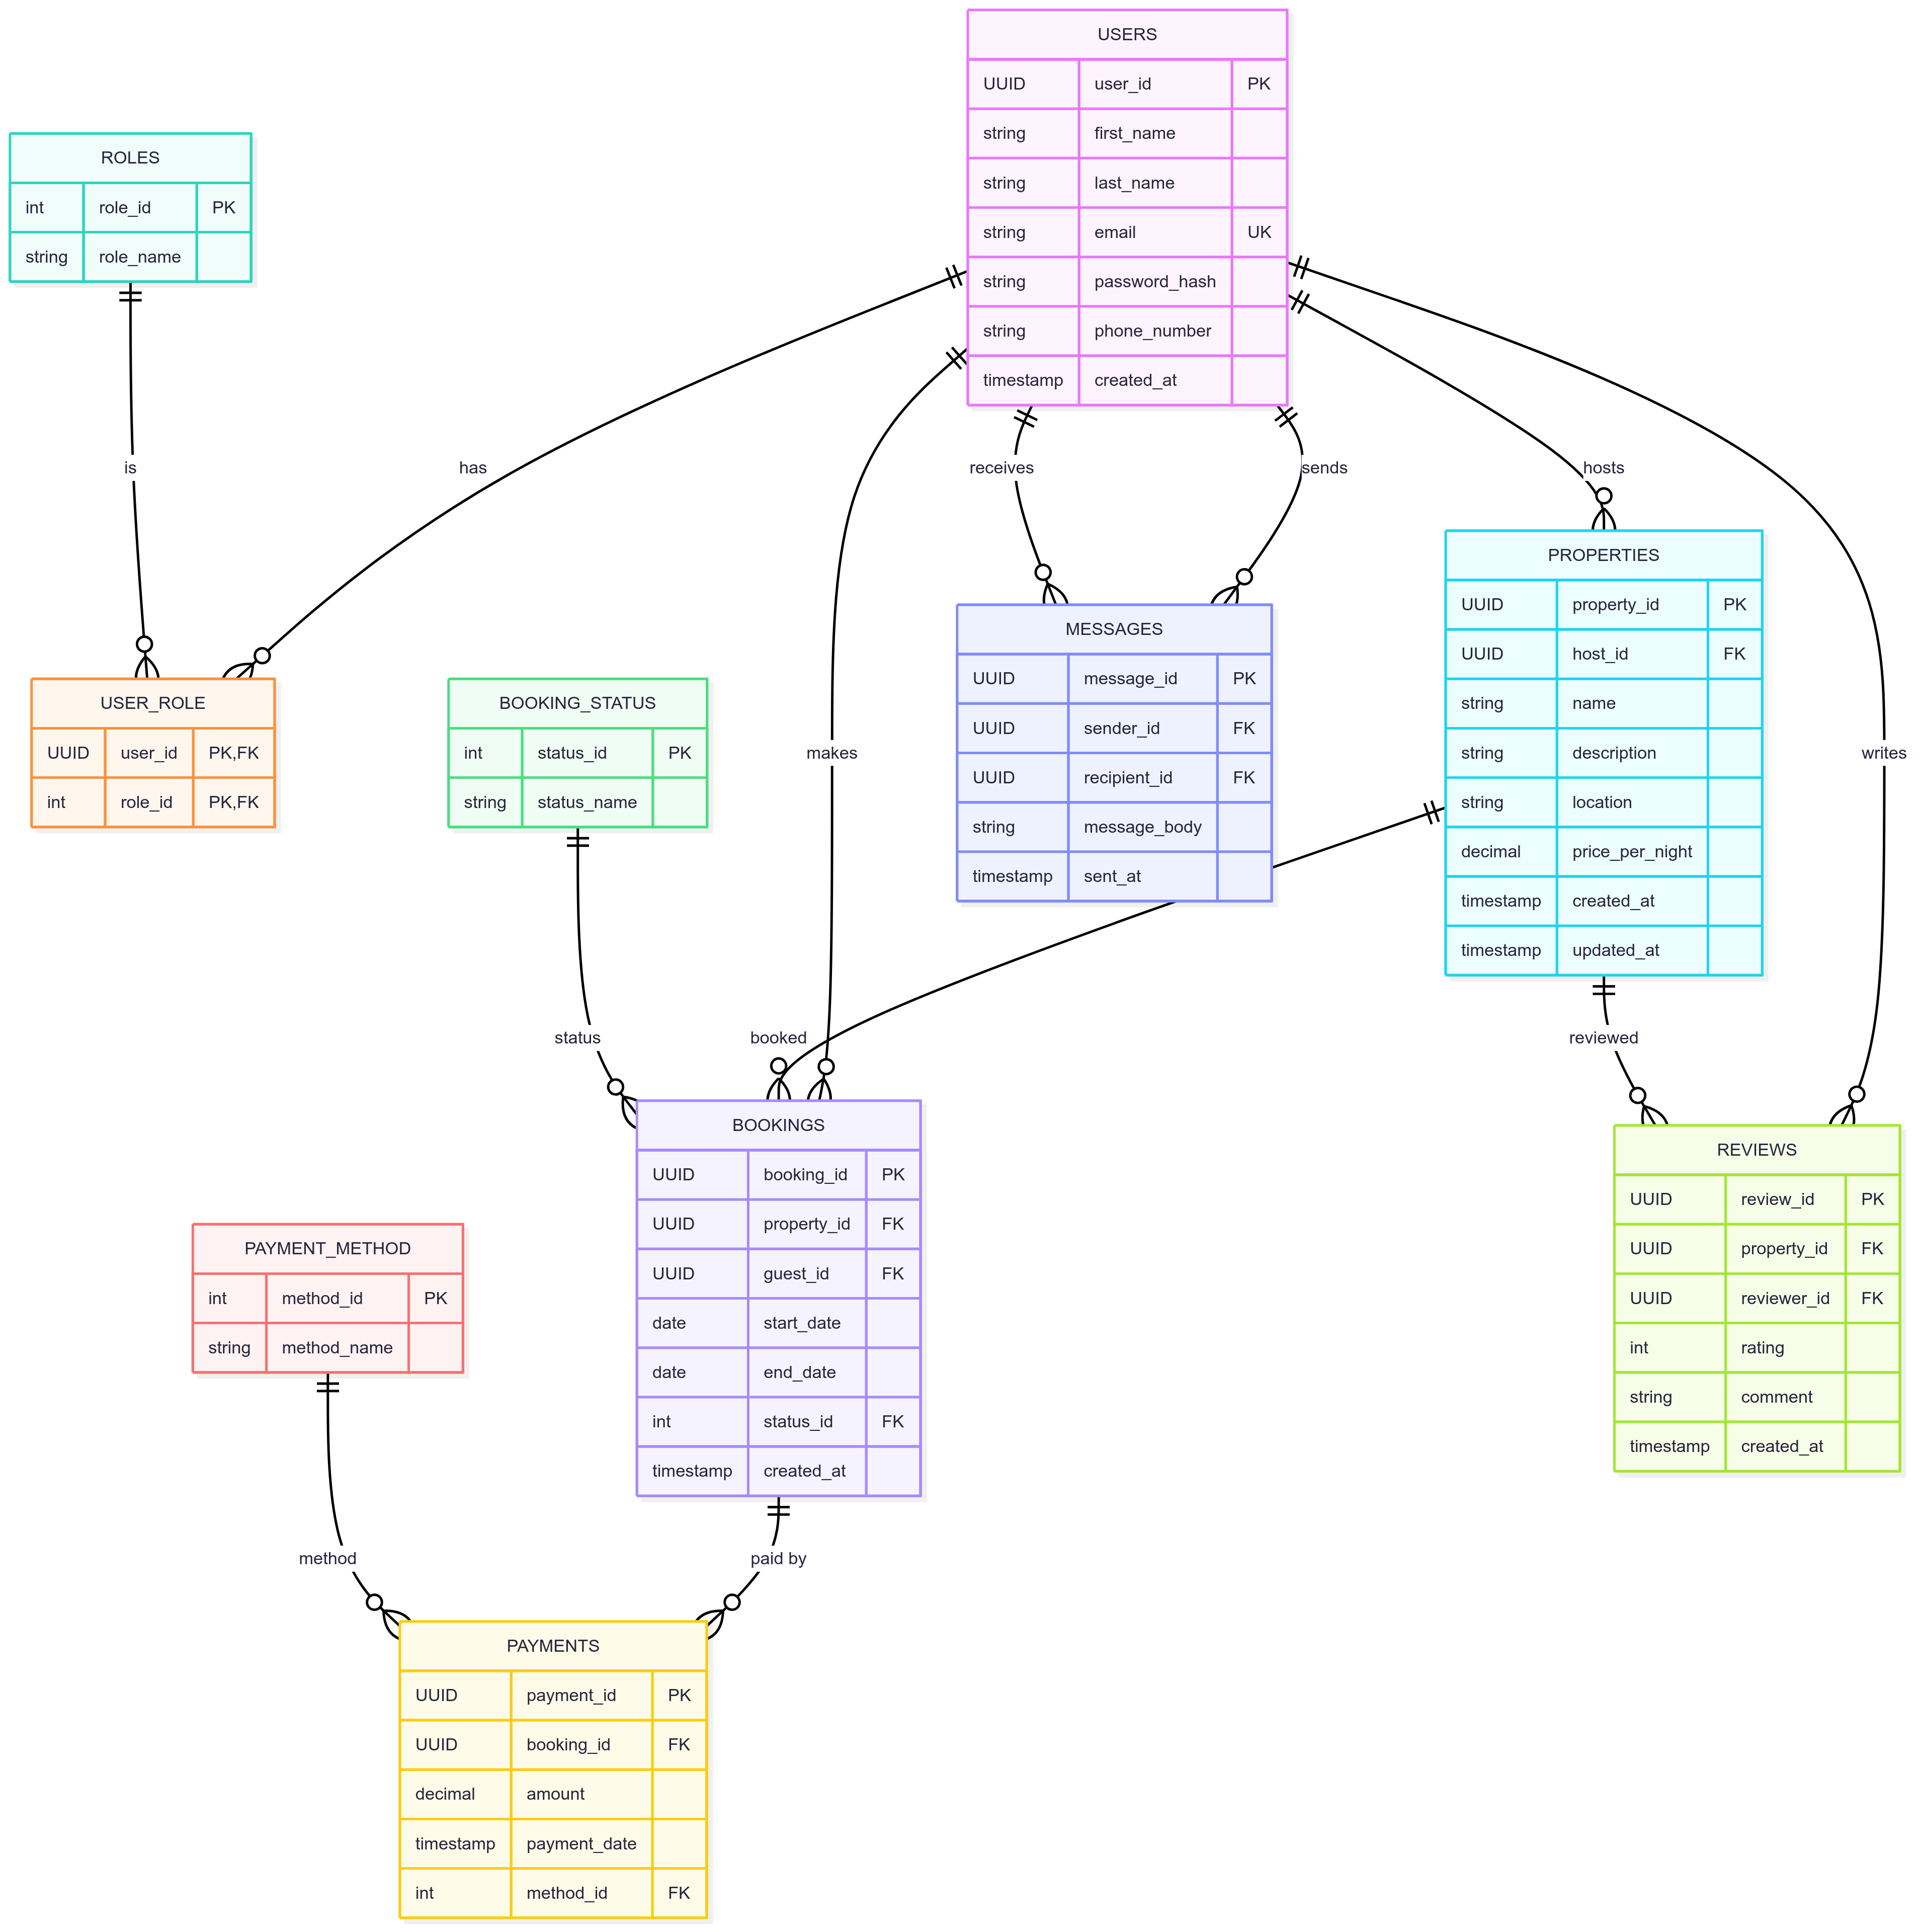 USERS
UUID user_id PK
string first_name
string last_name
string email UK
string password_hash
string phone_number
timestamp created_at
ROLES
int role_id PK
string role_name
is
has
receives
sends
hosts
PROPERTIES
UUID property_id PK
UUID host_id FK
string name
string description
string location
decimal price_per_night
timestamp created_at
timestamp updated_at
MESSAGES
UUID message_id PK
UUID sender_id FK
UUID recipient_id FK
string message_body
timestamp sent_at
USER_ROLE
UUID user_id PK,FK
int role_id PK,FK
BOOKING_STATUS
int status_id PK
string status_name
makes
writes
status
booked
reviewed
BOOKINGS
UUID booking_id PK
UUID property_id FK
UUID guest_id FK
date start_date
date end_date
int status_id FK
timestamp created_at
REVIEWS
UUID review_id PK
UUID property_id FK
UUID reviewer_id FK
int rating
string comment
timestamp created_at
PAYMENT_METHOD
int method_id PK
string method_name
method
paid by
PAYMENTS
UUID payment_id PK
UUID booking_id FK
decimal amount
timestamp payment_date
int method_id FK